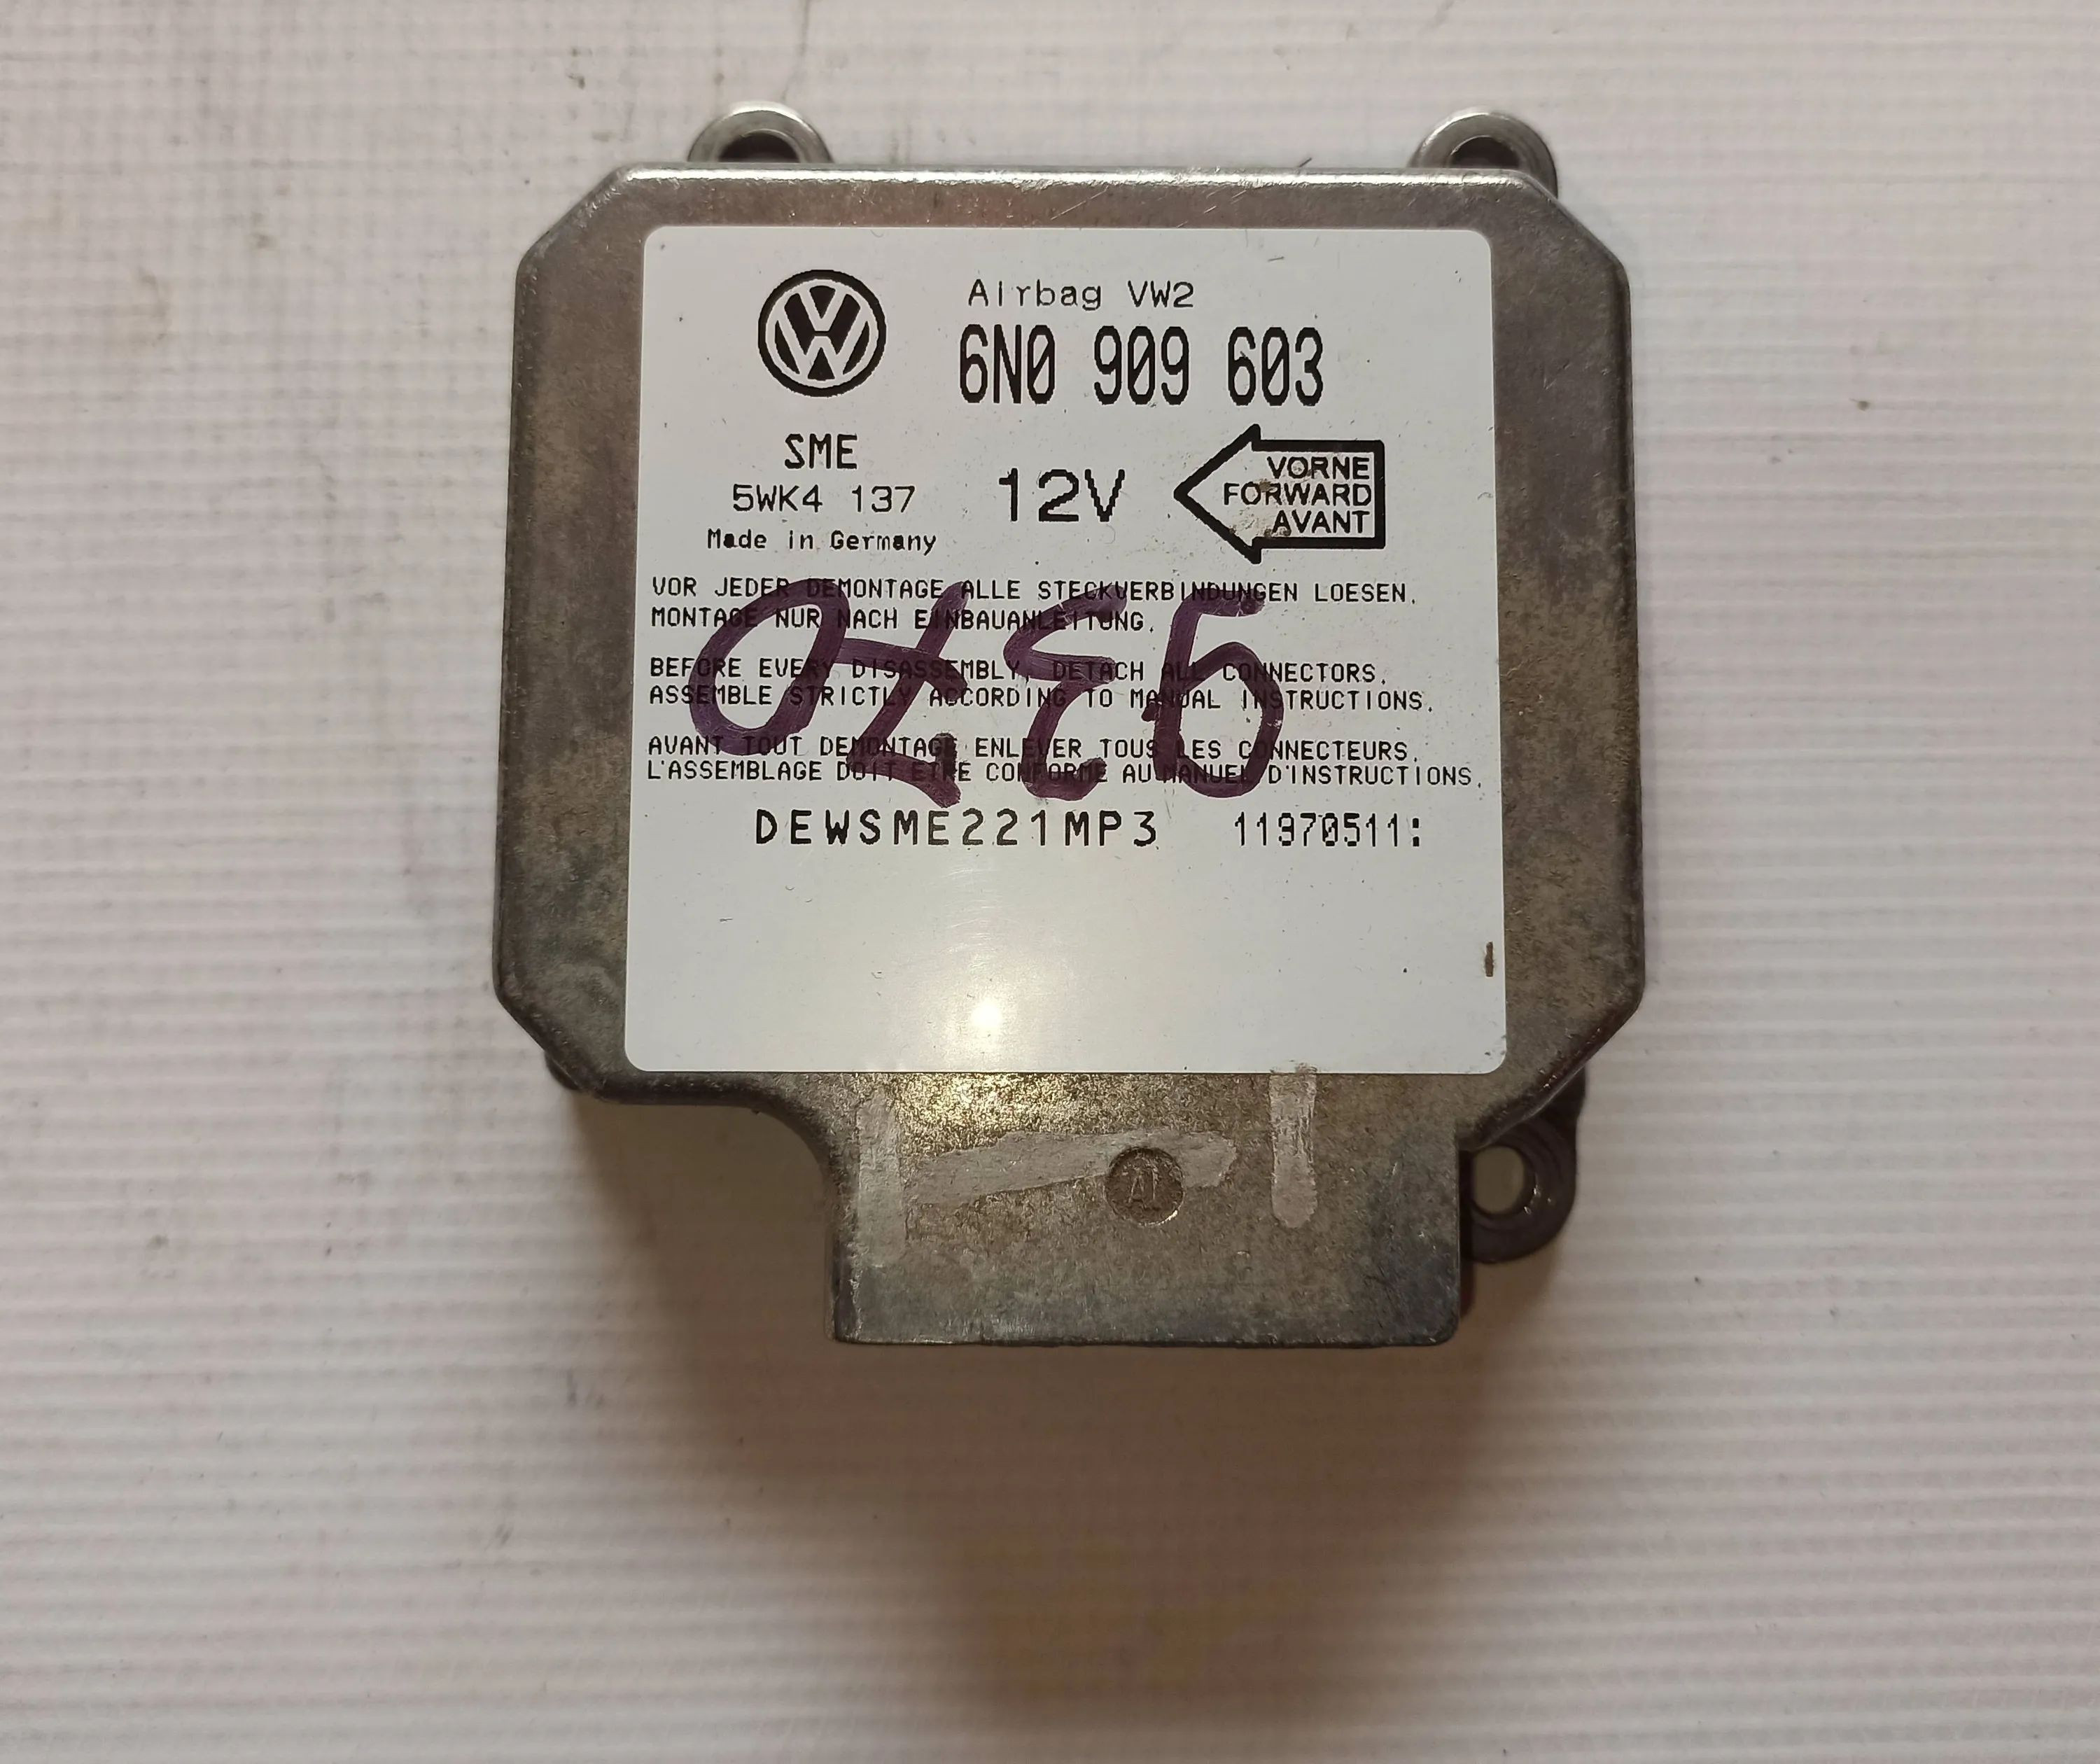 Airbag VW2
6N0 909 603
SME
5WK4 137
Made in Germany
12V
VORNE
FORWARD
AVANT
VOR JEDER DEMONTAGE ALLE STECKVERBINDUNGEN LOESEN.
MONTAGE NUR NACH EINBAUANLEITUNG.
BEFORE EVERY DISASSEMBLY, DETACH ALL CONNECTORS.
ASSEMBLE STRICTLY ACCORDING TO MANUAL INSTRUCTIONS.
AVANT TOUT DEMONTAGE ENLEVER TOUS LES CONNECTEURS.
L'ASSEMBLAGE DOIT ETRE CONFORME AU MANUEL D'INSTRUCTIONS.
DEWSME221MP3 11970511: